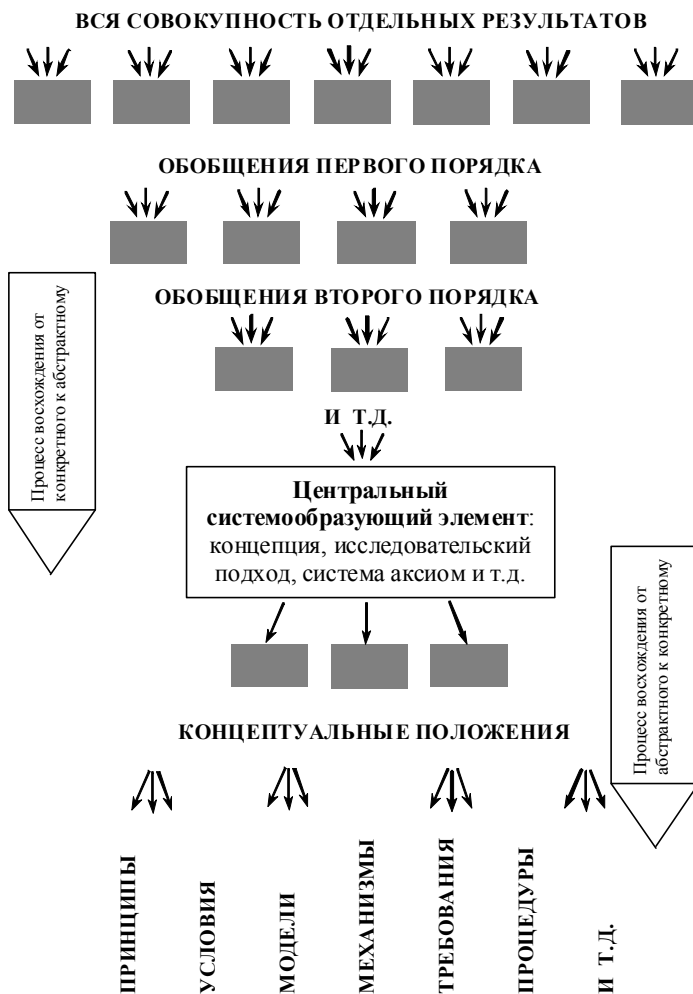 ВСЯ СОВОКУПНОСТЬ ОТДЕЛЬНЫХ РЕЗУЛЬТАТОВ
ОБОБЩЕНИЯ ПЕРВОГО ПОРЯДКА
ОБОБЩЕНИЯ ВТОРОГО ПОРЯДКА
Процесс восхождения от
конкретного к абстрактному
И Т.Д.
Центральный
системообразующий элемент:
концепция, исследовательский
подход, система аксиом и т.д.
Процесс восхождения от
абстрактного к конкретному
КОНЦЕПТУАЛЬНЫЕ ПОЛОЖЕНИЯ
ПРИНЦИПЫ
УСЛОВИЯ
МОДЕЛИ
МЕХАНИЗМЫ
ТРЕБОВАНИЯ
ПРОЦЕДУРЫ
И Т.Д.